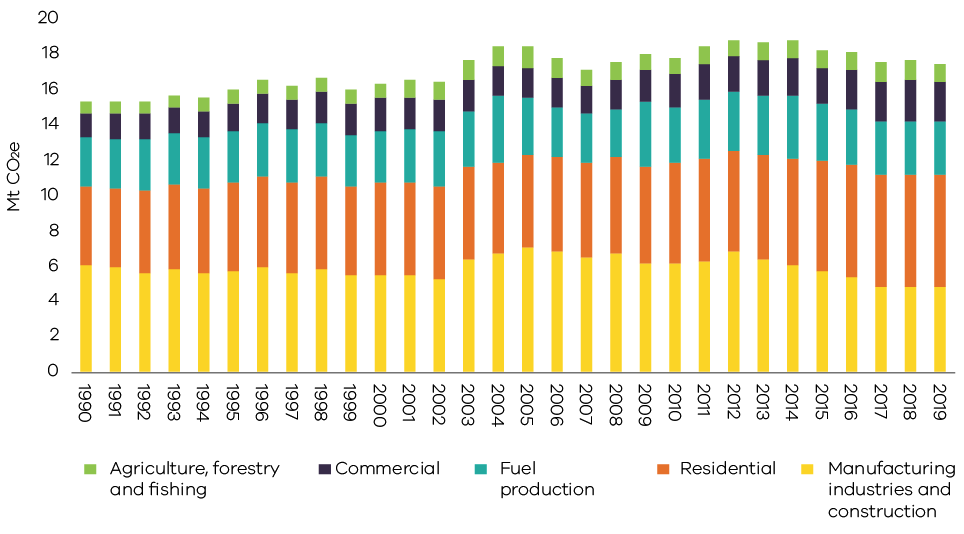 20
18
16
14
12
10
8
6
4
2
0
Mt CO2e
1990 1991 1992 1993 1994 1995 1996 1997 1998 1999 2000 2001 2002 2003 2004 2005 2006 2007 2008 2009 2010 2011 2012 2013 2014 2015 2016 2017 2018 2019
Agriculture, forestry
and fishing
Commercial
Fuel
production
Residential
Manufacturing
industries and
construction